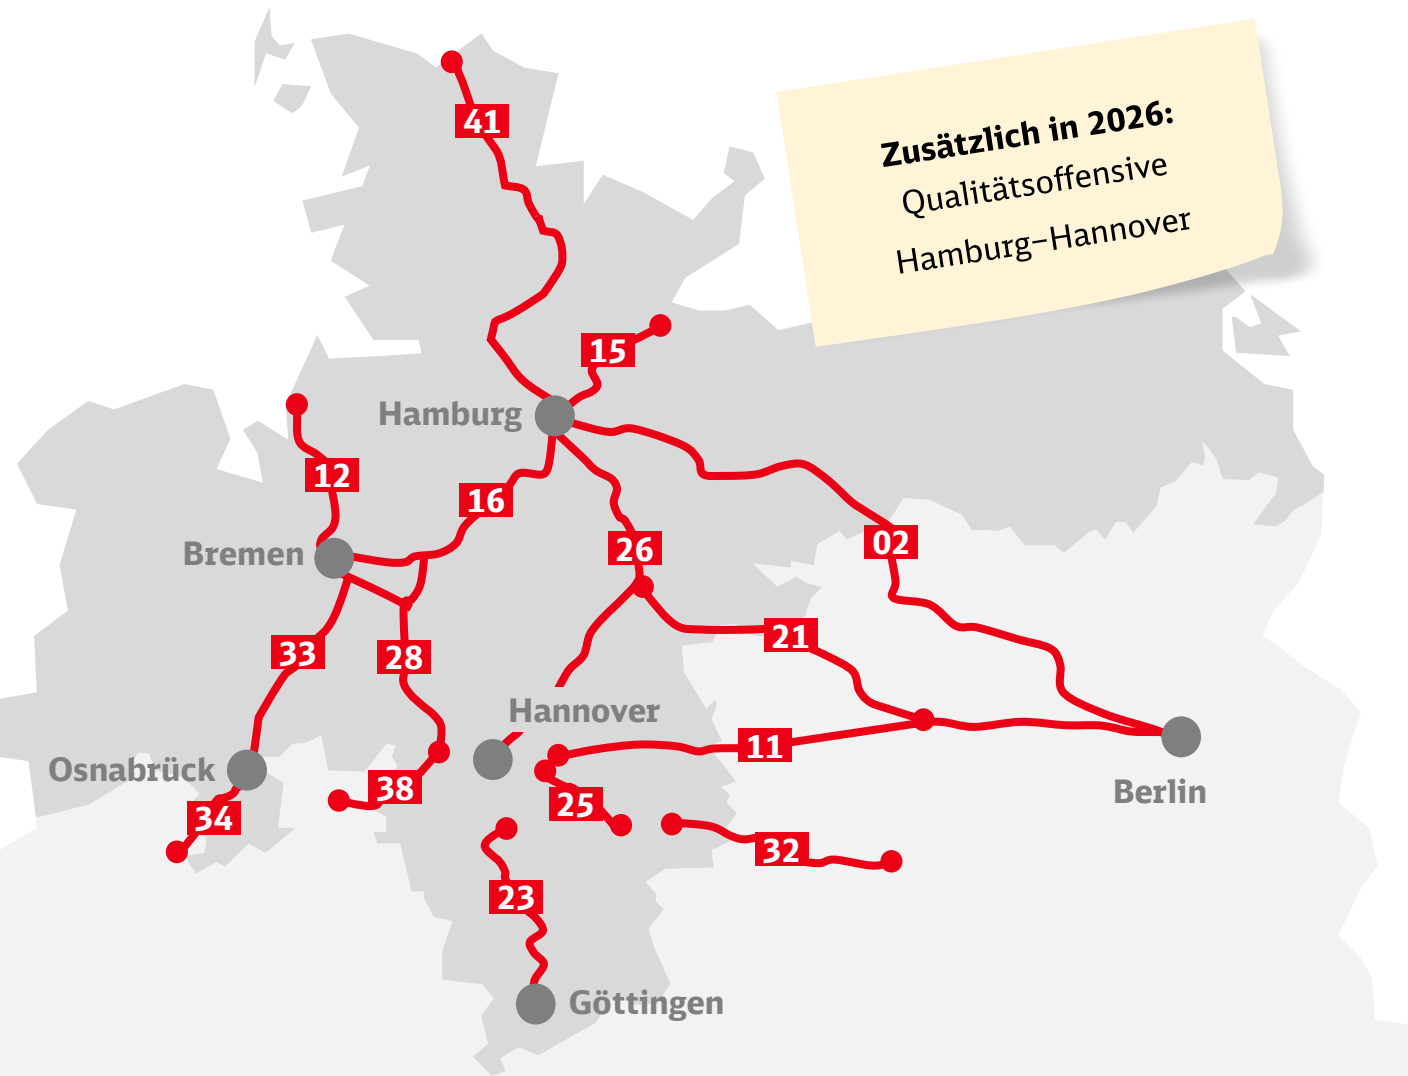 Zusätzlich in 2026:
Qualitätsoffensive
Hamburg–Hannover
41
15
Hamburg
12
16
Bremen
26
02
33
28
21
Hannover
11
Osnabrück
38
25
Berlin
34
32
23
Göttingen